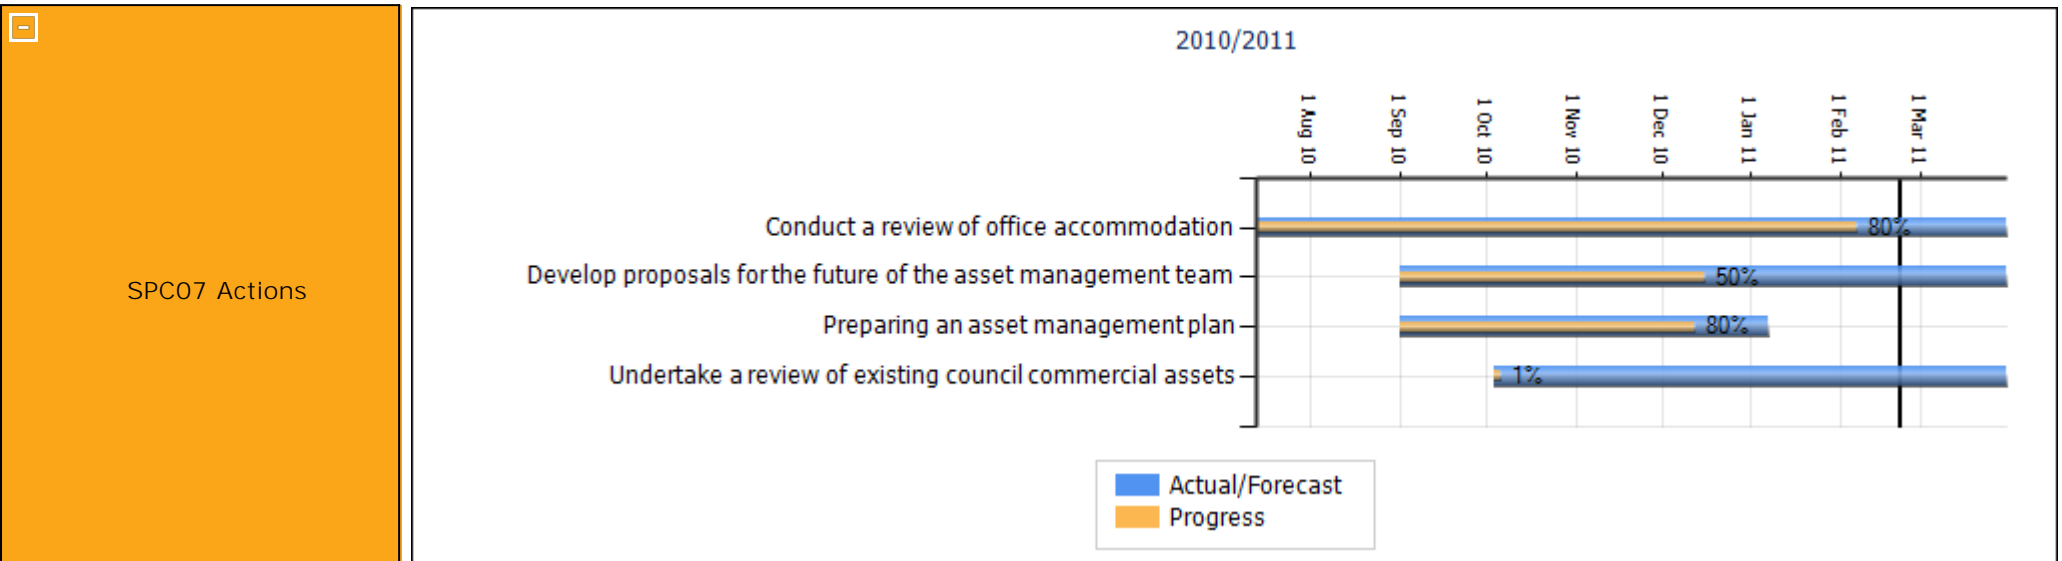 SPC07 Actions
2010/2011
1 Aug 10
1 Sep 10
1 Oct 10
1 Nov 10
1 Dec 10
1 Jan 11
1 Feb 11
1 Mar 11
Conduct a review of office accommodation
80%
Develop proposals for the future of the asset management team
50%
Preparing an asset management plan
80%
Undertake a review of existing council commercial assets
1%
Actual/Forecast
Progress